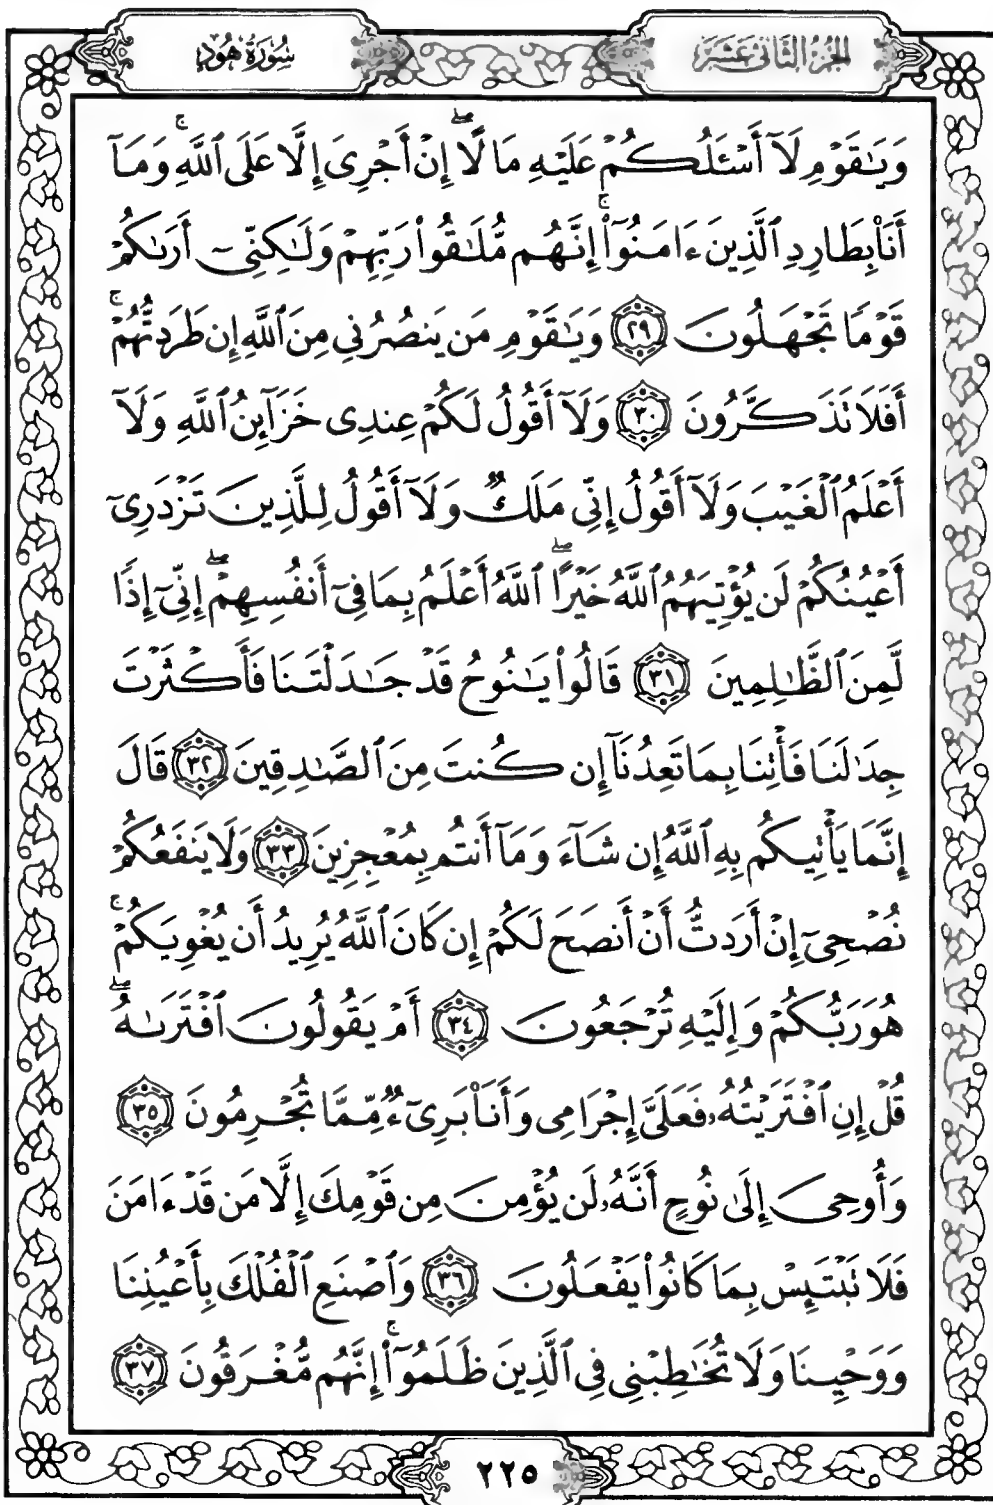 الجزء الثاني عشر
سُورَةُ هُودٍ
وَيَٰقَوۡمِ لَآ أَسۡـَٔلُكُمۡ عَلَيۡهِ مَالًاۖ إِنۡ أَجۡرِىَ إِلَّا عَلَى ٱللَّهِۚ وَمَآ
أَنَا۠ بِطَارِدِ ٱلَّذِينَ ءَامَنُوٓاْۚ إِنَّهُم مُّلَٰقُواْ رَبِّهِمۡ وَلَٰكِنِّىٓ أَرَىٰكُمۡ
قَوۡمٗا تَجۡهَلُونَ ٢٩ وَيَٰقَوۡمِ مَن يَنصُرُنِى مِنَ ٱللَّهِ إِن طَرَدتُّهُمۡۚ
أَفَلَا تَذَكَّرُونَ ٣٠ وَلَآ أَقُولُ لَكُمۡ عِندِى خَزَآئِنُ ٱللَّهِ وَلَآ
أَعۡلَمُ ٱلۡغَيۡبَ وَلَآ أَقُولُ إِنِّى مَلَكٞ وَلَآ أَقُولُ لِلَّذِينَ تَزۡدَرِىٓ
أَعۡيُنُكُمۡ لَن يُؤۡتِيَهُمُ ٱللَّهُ خَيۡرًاۖ ٱللَّهُ أَعۡلَمُ بِمَا فِىٓ أَنفُسِهِمۡۖ إِنِّىٓ إِذٗا
لَّمِنَ ٱلظَّٰلِمِينَ ٣١ قَالُواْ يَٰنُوحُ قَدۡ جَٰدَلۡتَنَا فَأَكۡثَرۡتَ
جِدَٰلَنَا فَأۡتِنَا بِمَا تَعِدُنَآ إِن كُنتَ مِنَ ٱلصَّٰدِقِينَ ٣٢ قَالَ
إِنَّمَا يَأۡتِيكُم بِهِ ٱللَّهُ إِن شَآءَ وَمَآ أَنتُم بِمُعۡجِزِينَ ٣٣ وَلَا يَنفَعُكُمۡ
نُصۡحِىٓ إِنۡ أَرَدتُّ أَنۡ أَنصَحَ لَكُمۡ إِن كَانَ ٱللَّهُ يُرِيدُ أَن يُغۡوِيَكُمۡۚ
هُوَ رَبُّكُمۡ وَإِلَيۡهِ تُرۡجَعُونَ ٣٤ أَمۡ يَقُولُونَ ٱفۡتَرَىٰهُۖ
قُلۡ إِنِ ٱفۡتَرَيۡتُهُۥ فَعَلَىَّ إِجۡرَامِى وَأَنَا۠ بَرِىٓءٞ مِّمَّا تُجۡرِمُونَ ٣٥
وَأُوحِىَ إِلَىٰ نُوحٍ أَنَّهُۥ لَن يُؤۡمِنَ مِن قَوۡمِكَ إِلَّا مَن قَدۡ ءَامَنَ
فَلَا تَبۡتَئِسۡ بِمَا كَانُواْ يَفۡعَلُونَ ٣٦ وَٱصۡنَعِ ٱلۡفُلۡكَ بِأَعۡيُنِنَا
وَوَحۡيِنَا وَلَا تُخَٰطِبۡنِى فِى ٱلَّذِينَ ظَلَمُوٓاْۚ إِنَّهُم مُّغۡرَقُونَ ٣٧
٢٢٥